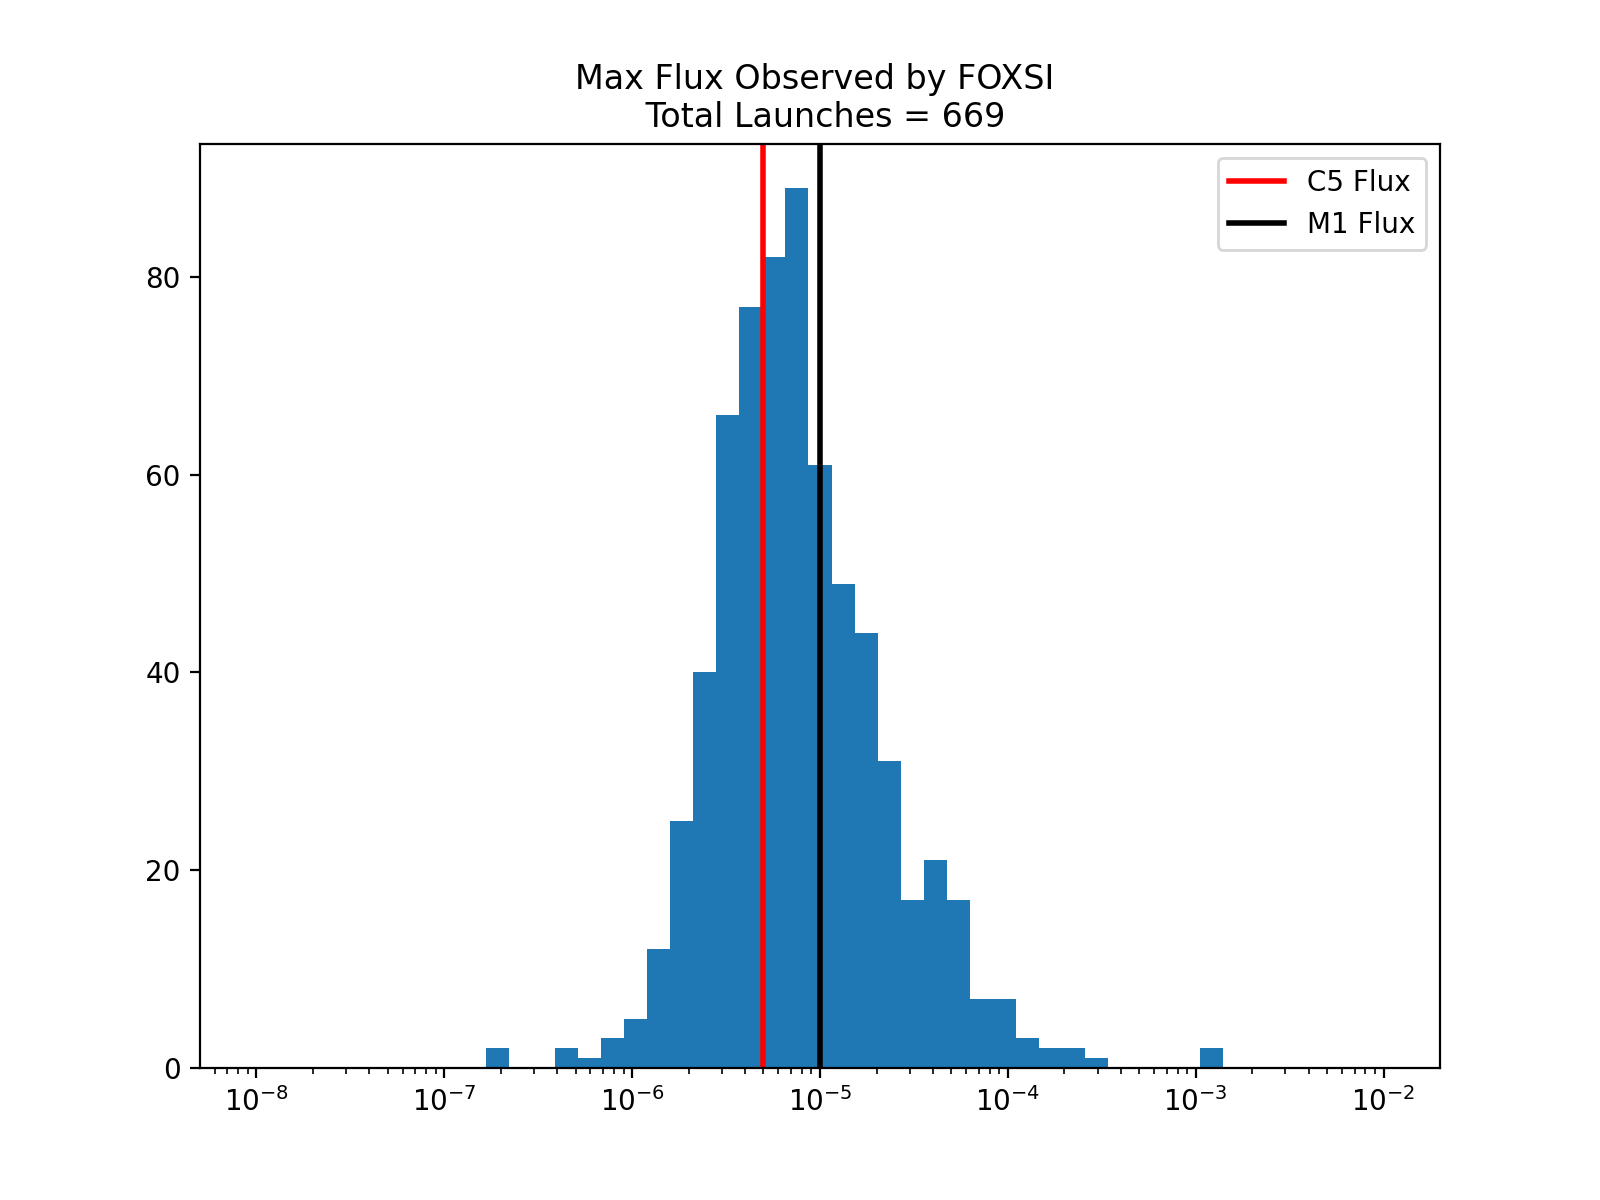 Max Flux Observed by FOXSI
Total Launches = 669
C5 Flux
M1 Flux
80
60
40
20
0
10⁻⁸ 10⁻⁷ 10⁻⁶ 10⁻⁵ 10⁻⁴ 10⁻³ 10⁻²